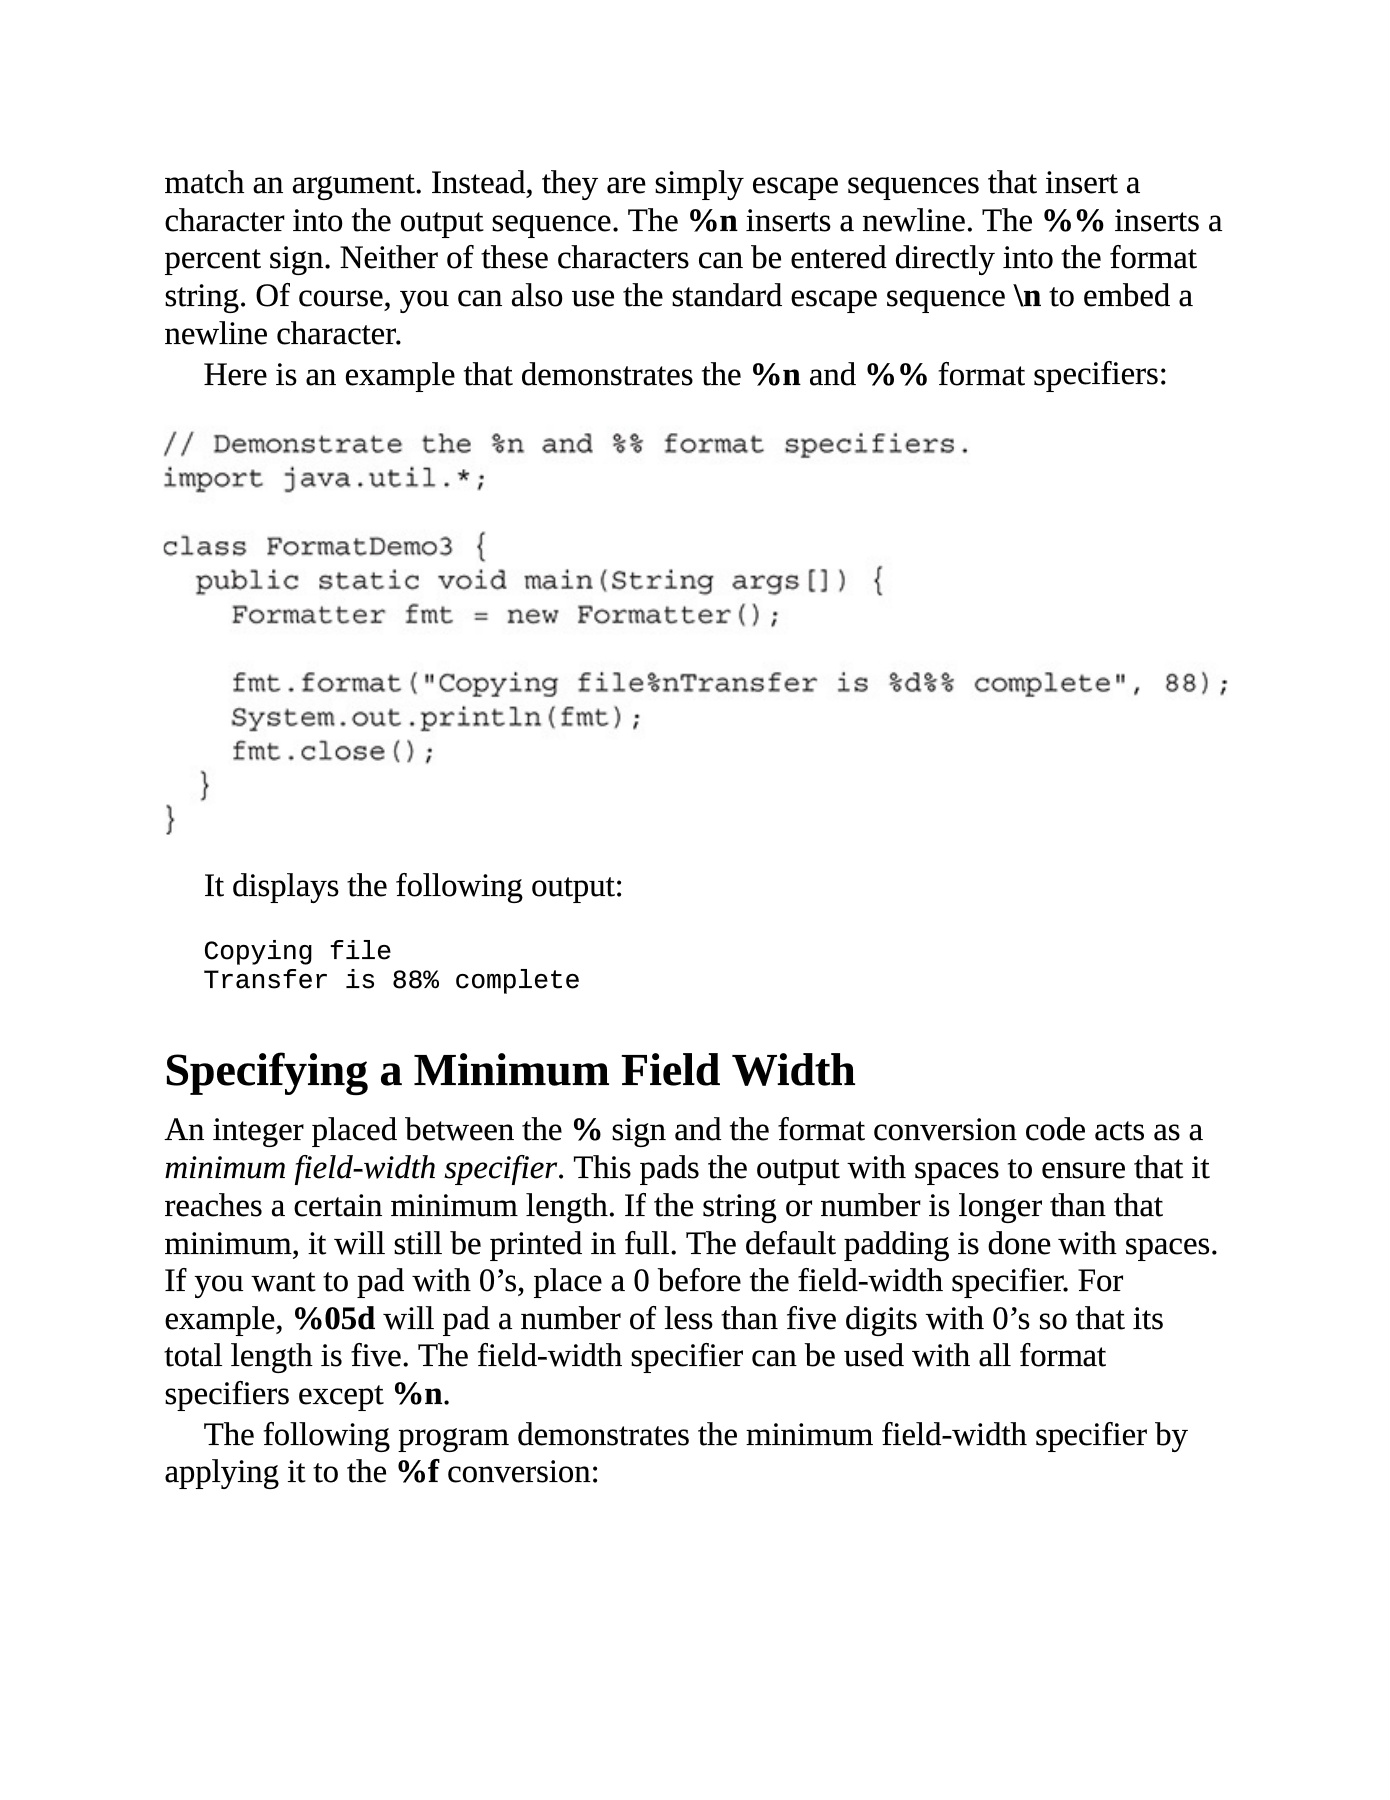 match an argument. Instead, they are simply escape sequences that insert a
character into the output sequence. The %n inserts a newline. The %% inserts a
percent sign. Neither of these characters can be entered directly into the format
string. Of course, you can also use the standard escape sequence \n to embed a
newline character.
Here is an example that demonstrates the %n and %% format specifiers:
// Demonstrate the %n and %% format specifiers.
import java.util.*;
class FormatDemo3 {
  public static void main(String args[]) {
    Formatter fmt = new Formatter();
    fmt.format("Copying file%nTransfer is %d%% complete", 88);
    System.out.println(fmt);
    fmt.close();
  }
}
It displays the following output:
Copying file
Transfer is 88% complete
Specifying a Minimum Field Width
An integer placed between the % sign and the format conversion code acts as a
minimum field-width specifier. This pads the output with spaces to ensure that it
reaches a certain minimum length. If the string or number is longer than that
minimum, it will still be printed in full. The default padding is done with spaces.
If you want to pad with 0’s, place a 0 before the field-width specifier. For
example, %05d will pad a number of less than five digits with 0’s so that its
total length is five. The field-width specifier can be used with all format
specifiers except %n.
The following program demonstrates the minimum field-width specifier by
applying it to the %f conversion: